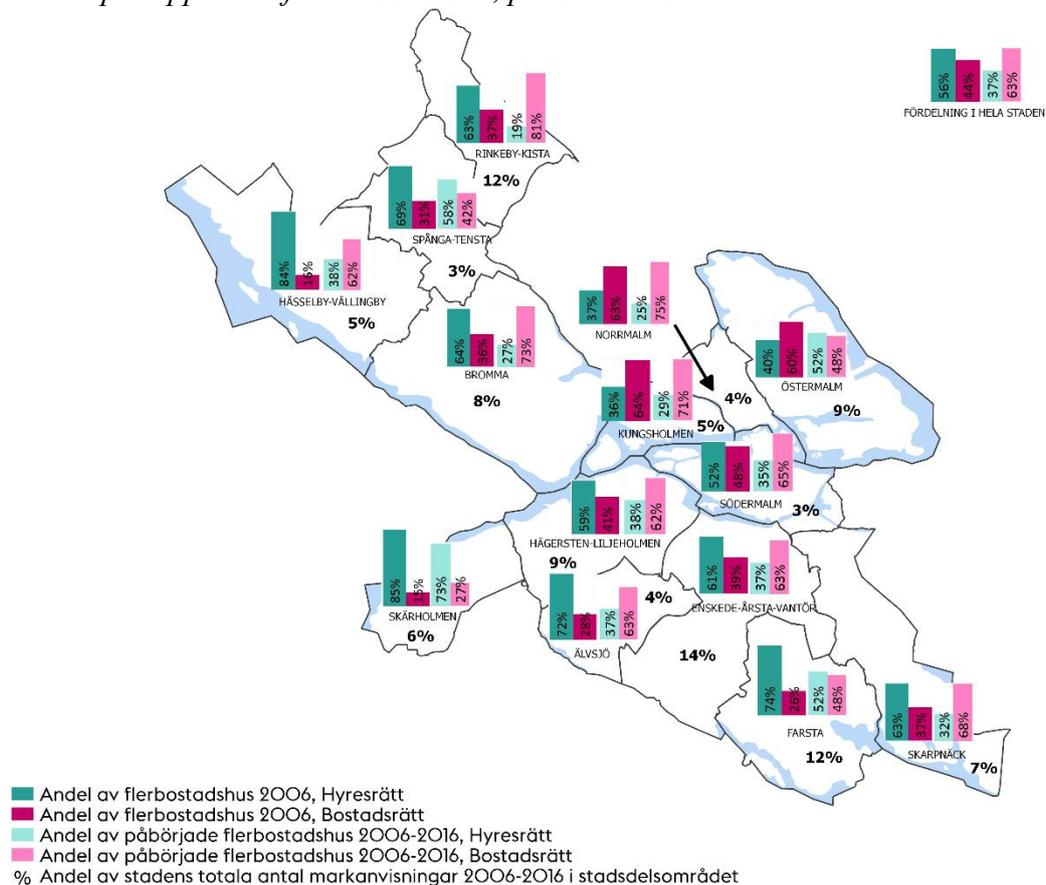 56% 44% 37% 63%
FÖRDELNING I HELA STADEN
63% 37% 19% 81%
RINKEBY-KISTA
12%
69% 31% 58% 42%
SPÅNGA-TENSTA
3%
84% 16% 38% 62%
HÄSSELBY-VÄLLINGBY
5%
37% 63% 25% 75%
NORRMALM
4%
64% 36% 27% 73%
BROMMA
8%
40% 60% 52% 48%
ÖSTERMALM
9%
36% 64% 29% 71%
KUNGSHOLMEN
5%
52% 48% 35% 65%
SÖDERMALM
3%
59% 41% 38% 62%
HÄGERSTEN-LILJEHOLMEN
9%
85% 15% 73% 27%
SKÄRHOLMEN
6%
61% 39% 37% 63%
ENSKEDE-ÅRSTA-VANTÖR
14%
72% 28% 37% 63%
ÄLVSJÖ
4%
74% 26% 52% 48%
FARSTA
12%
63% 37% 32% 68%
SKARPNÄCK
7%
Andel av flerbostadshus 2006, Hyresrätt
Andel av flerbostadshus 2006, Bostadsrätt
Andel av påbörjade flerbostadshus 2006-2016, Hyresrätt
Andel av påbörjade flerbostadshus 2006-2016, Bostadsrätt
% Andel av stadens totala antal markanvisningar 2006-2016 i stadsdelsområdet